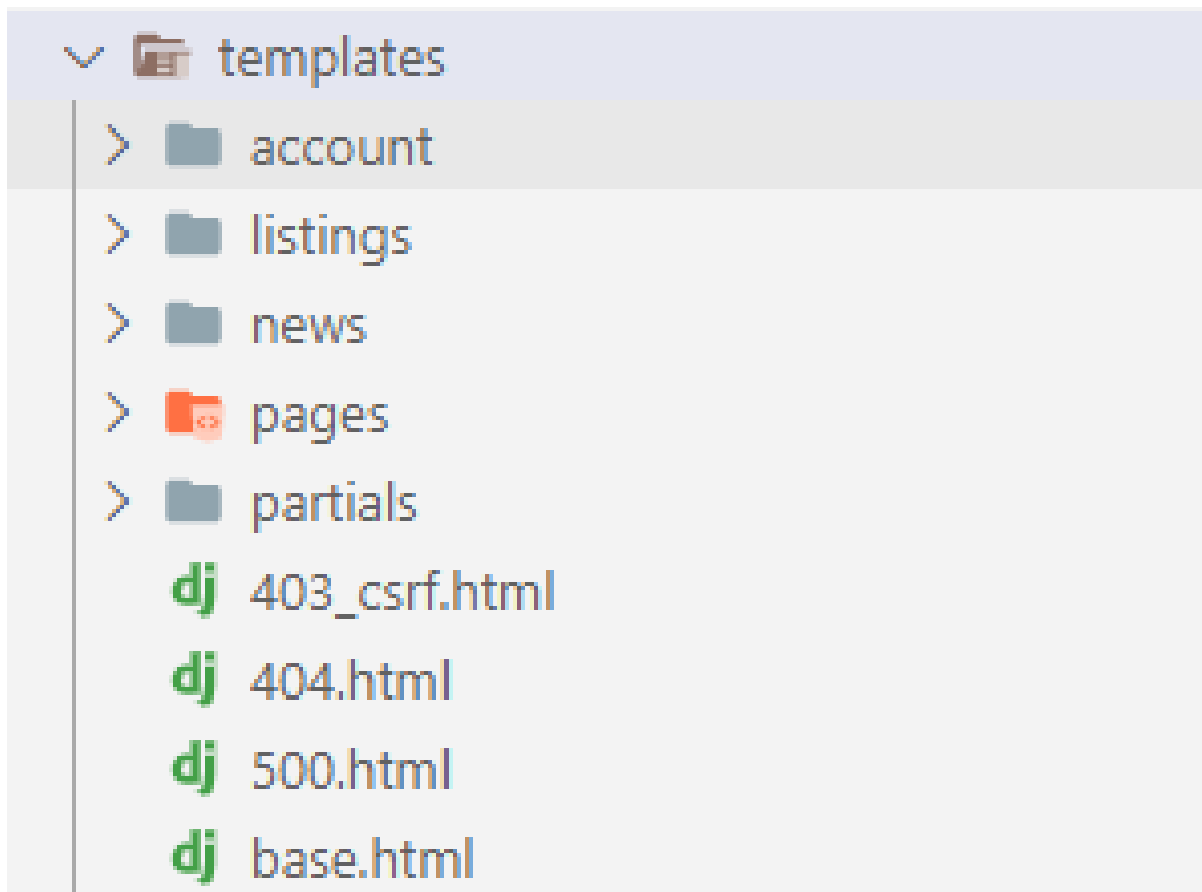 templates
account
listings
news
pages
partials
dj 403_csrf.html
dj 404.html
dj 500.html
dj base.html